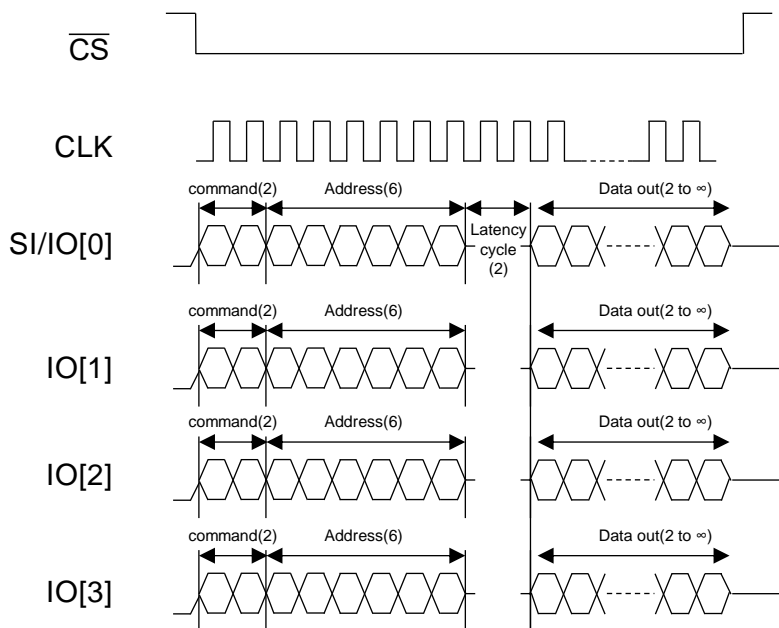 CS
CLK
command(2) Address(6) Data out(2 to ∞)
SI/IO[0]
Latency
cycle
(2)
command(2) Address(6) Data out(2 to ∞)
IO[1]
command(2) Address(6) Data out(2 to ∞)
IO[2]
command(2) Address(6) Data out(2 to ∞)
IO[3]